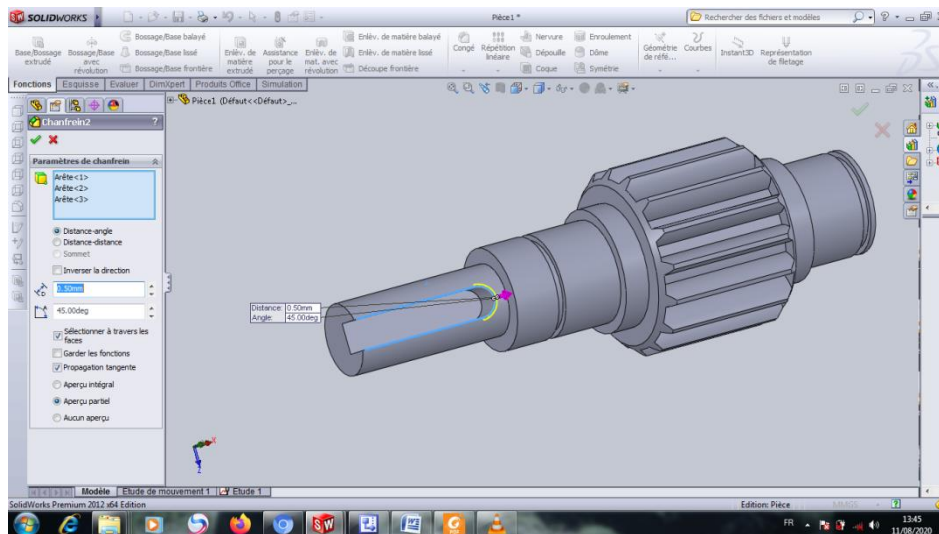 SOLIDWORKS
Pièce1 *
Rechercher des fichiers et modèles
Base/Bossage extrudé
Bossage/Base avec révolution
Bossage/Base balayé
Bossage/Base lissé
Bossage/Base frontière
Enlèv. de matière extrudé
Assistance pour le perçage
Enlèv. de mat. avec révolution
Enlèv. de matière balayé
Enlèv. de matière lissé
Découpe frontière
Congé
Répétition linéaire
Nervure
Dépouille
Coque
Enroulement
Dôme
Symétrie
Géométrie de réfé...
Courbes
Instant3D
Représentation de filetage
Fonctions
Esquisse
Evaluer
DimXpert
Produits Office
Simulation
Pièce1 (Défaut<<Défaut>_...
Chanfrein2
?
Paramètres de chanfrein
Arête<1>
Arête<2>
Arête<3>
Distance-angle
Distance-distance
Sommet
Inverser la direction
0.50mm
45.00deg
Sélectionner à travers les faces
Garder les fonctions
Propagation tangente
Aperçu intégral
Aperçu partiel
Aucun aperçu
Distance: 0.50mm
Angle: 45.00deg
X
Z
Modèle
Etude de mouvement 1
Etude 1
SolidWorks Premium 2012 x64 Edition
Edition: Pièce
MMGS
FR
13:45
11/08/2020